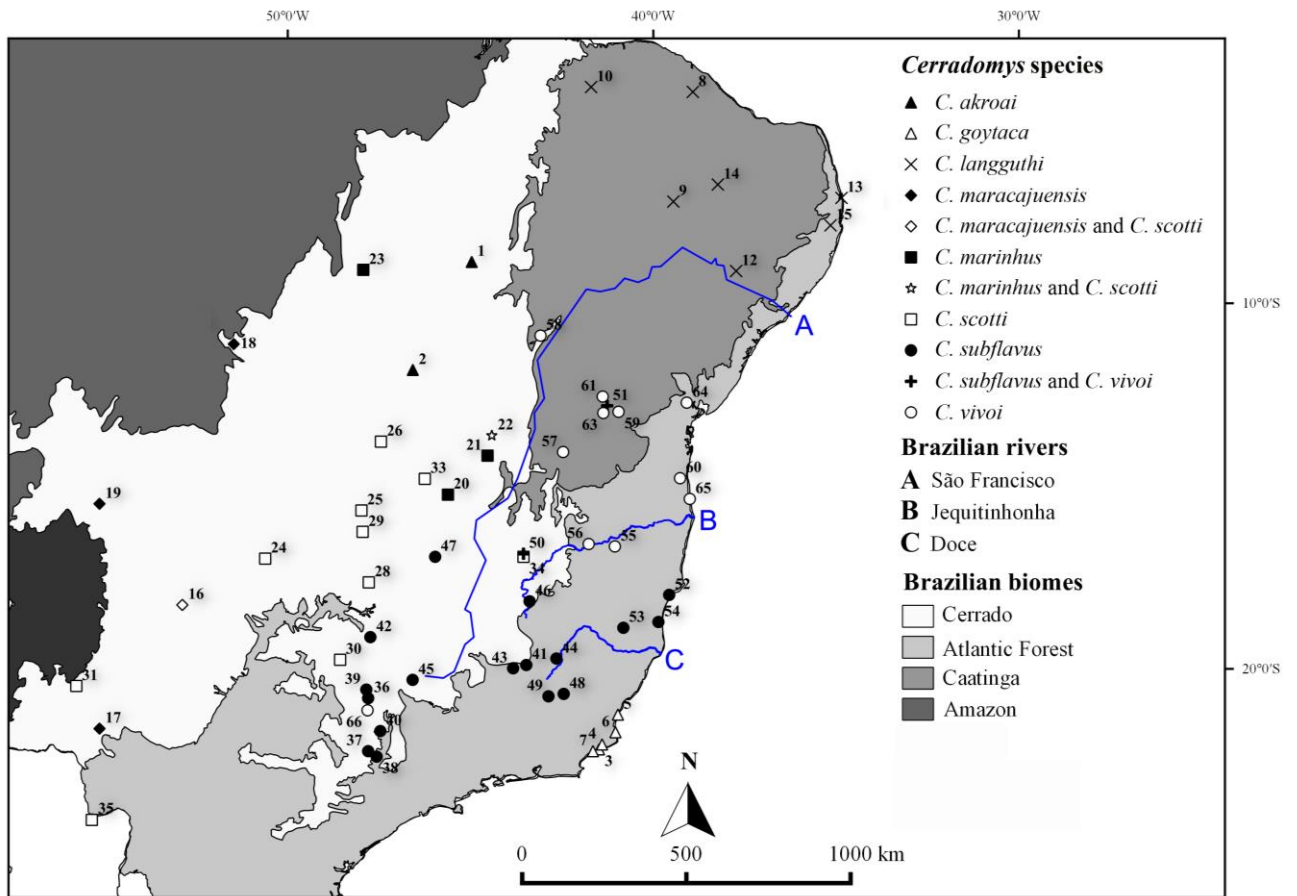 50°0'W 40°0'W 30°0'W
Cerradomys species
C. akroai
C. goytaca
C. langguthi
C. maracajuensis
C. maracajuensis and C. scotti
C. marinhus
C. marinhus and C. scotti
C. scotti
C. subflavus
C. subflavus and C. vivoi
C. vivoi
Brazilian rivers
A São Francisco
B Jequitinhonha
C Doce
Brazilian biomes
Cerrado
Atlantic Forest
Caatinga
Amazon
10°0'S
20°0'S
10
8
14
9
13
15
1
23
12
A
58
18
2
61
51
64
63
59
22
26
21
57
33
20
60
65
19
25
29
B
56
55
50
34
47
24
28
46
52
16
53
54
42
30
44
C
43
41
45
31
39
36
49
48
5
66
6
17
40
4
7
3
37
38
35
N
0 500 1000 km